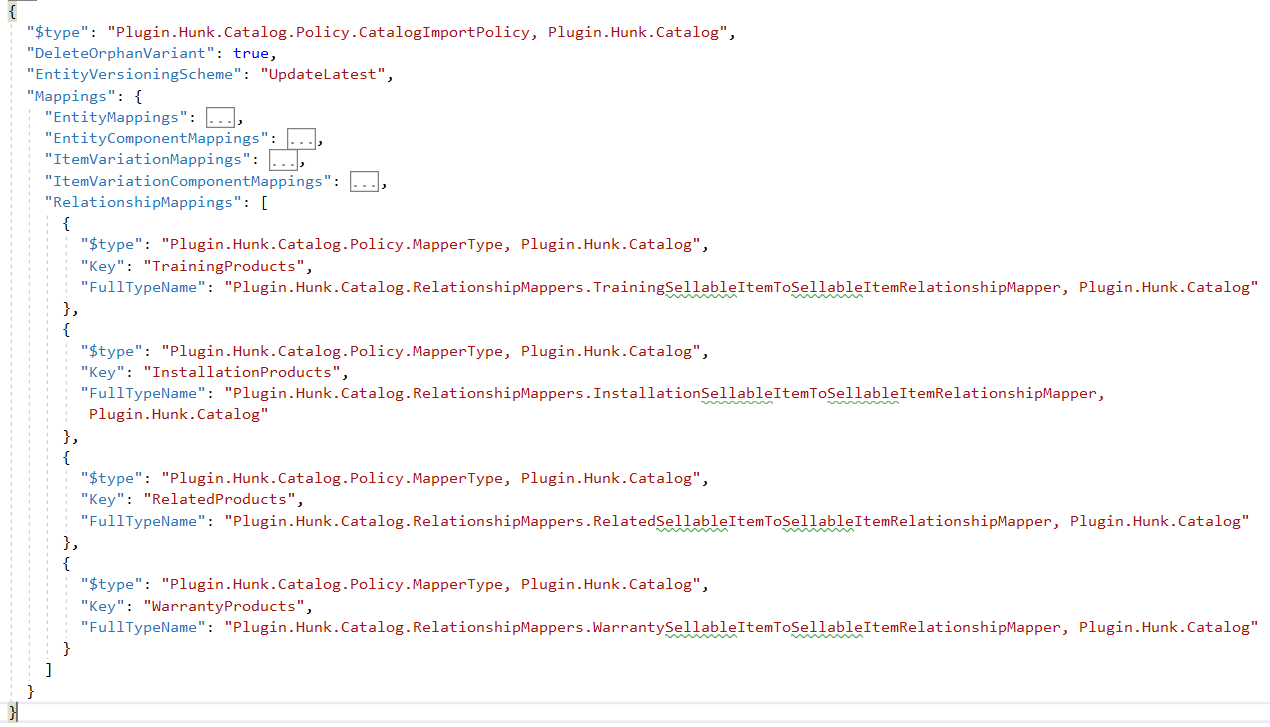 {
"$type": "Plugin.Hunk.Catalog.Policy.CatalogImportPolicy, Plugin.Hunk.Catalog",
"DeleteOrphanVariant": true,
"EntityVersioningScheme": "UpdateLatest",
"Mappings": {
"EntityMappings": ...,
"EntityComponentMappings": ...,
"ItemVariationMappings": ...,
"ItemVariationComponentMappings": ...,
"RelationshipMappings": [
{
"$type": "Plugin.Hunk.Catalog.Policy.MapperType, Plugin.Hunk.Catalog",
"Key": "TrainingProducts",
"FullTypeName": "Plugin.Hunk.Catalog.RelationshipMappers.TrainingSellableItemToSellableItemRelationshipMapper, Plugin.Hunk.Catalog"
},
{
"$type": "Plugin.Hunk.Catalog.Policy.MapperType, Plugin.Hunk.Catalog",
"Key": "InstallationProducts",
"FullTypeName": "Plugin.Hunk.Catalog.RelationshipMappers.InstallationSellableItemToSellableItemRelationshipMapper,
Plugin.Hunk.Catalog"
},
{
"$type": "Plugin.Hunk.Catalog.Policy.MapperType, Plugin.Hunk.Catalog",
"Key": "RelatedProducts",
"FullTypeName": "Plugin.Hunk.Catalog.RelationshipMappers.RelatedSellableItemToSellableItemRelationshipMapper, Plugin.Hunk.Catalog"
},
{
"$type": "Plugin.Hunk.Catalog.Policy.MapperType, Plugin.Hunk.Catalog",
"Key": "WarrantyProducts",
"FullTypeName": "Plugin.Hunk.Catalog.RelationshipMappers.WarrantySellableItemToSellableItemRelationshipMapper, Plugin.Hunk.Catalog"
}
]
}
}